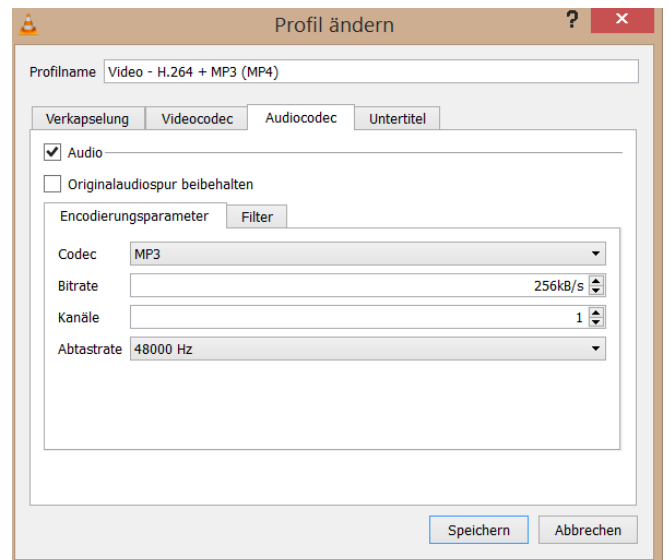 Profil ändern
?
x
Profilname Video - H.264 + MP3 (MP4)
Verkapselung Videocodec Audiocodec Untertitel
Audio
Originalaudiospur beibehalten
Encodierungsparameter Filter
Codec MP3
Bitrate 256kB/s
Kanäle 1
Abtastrate 48000 Hz
Speichern Abbrechen